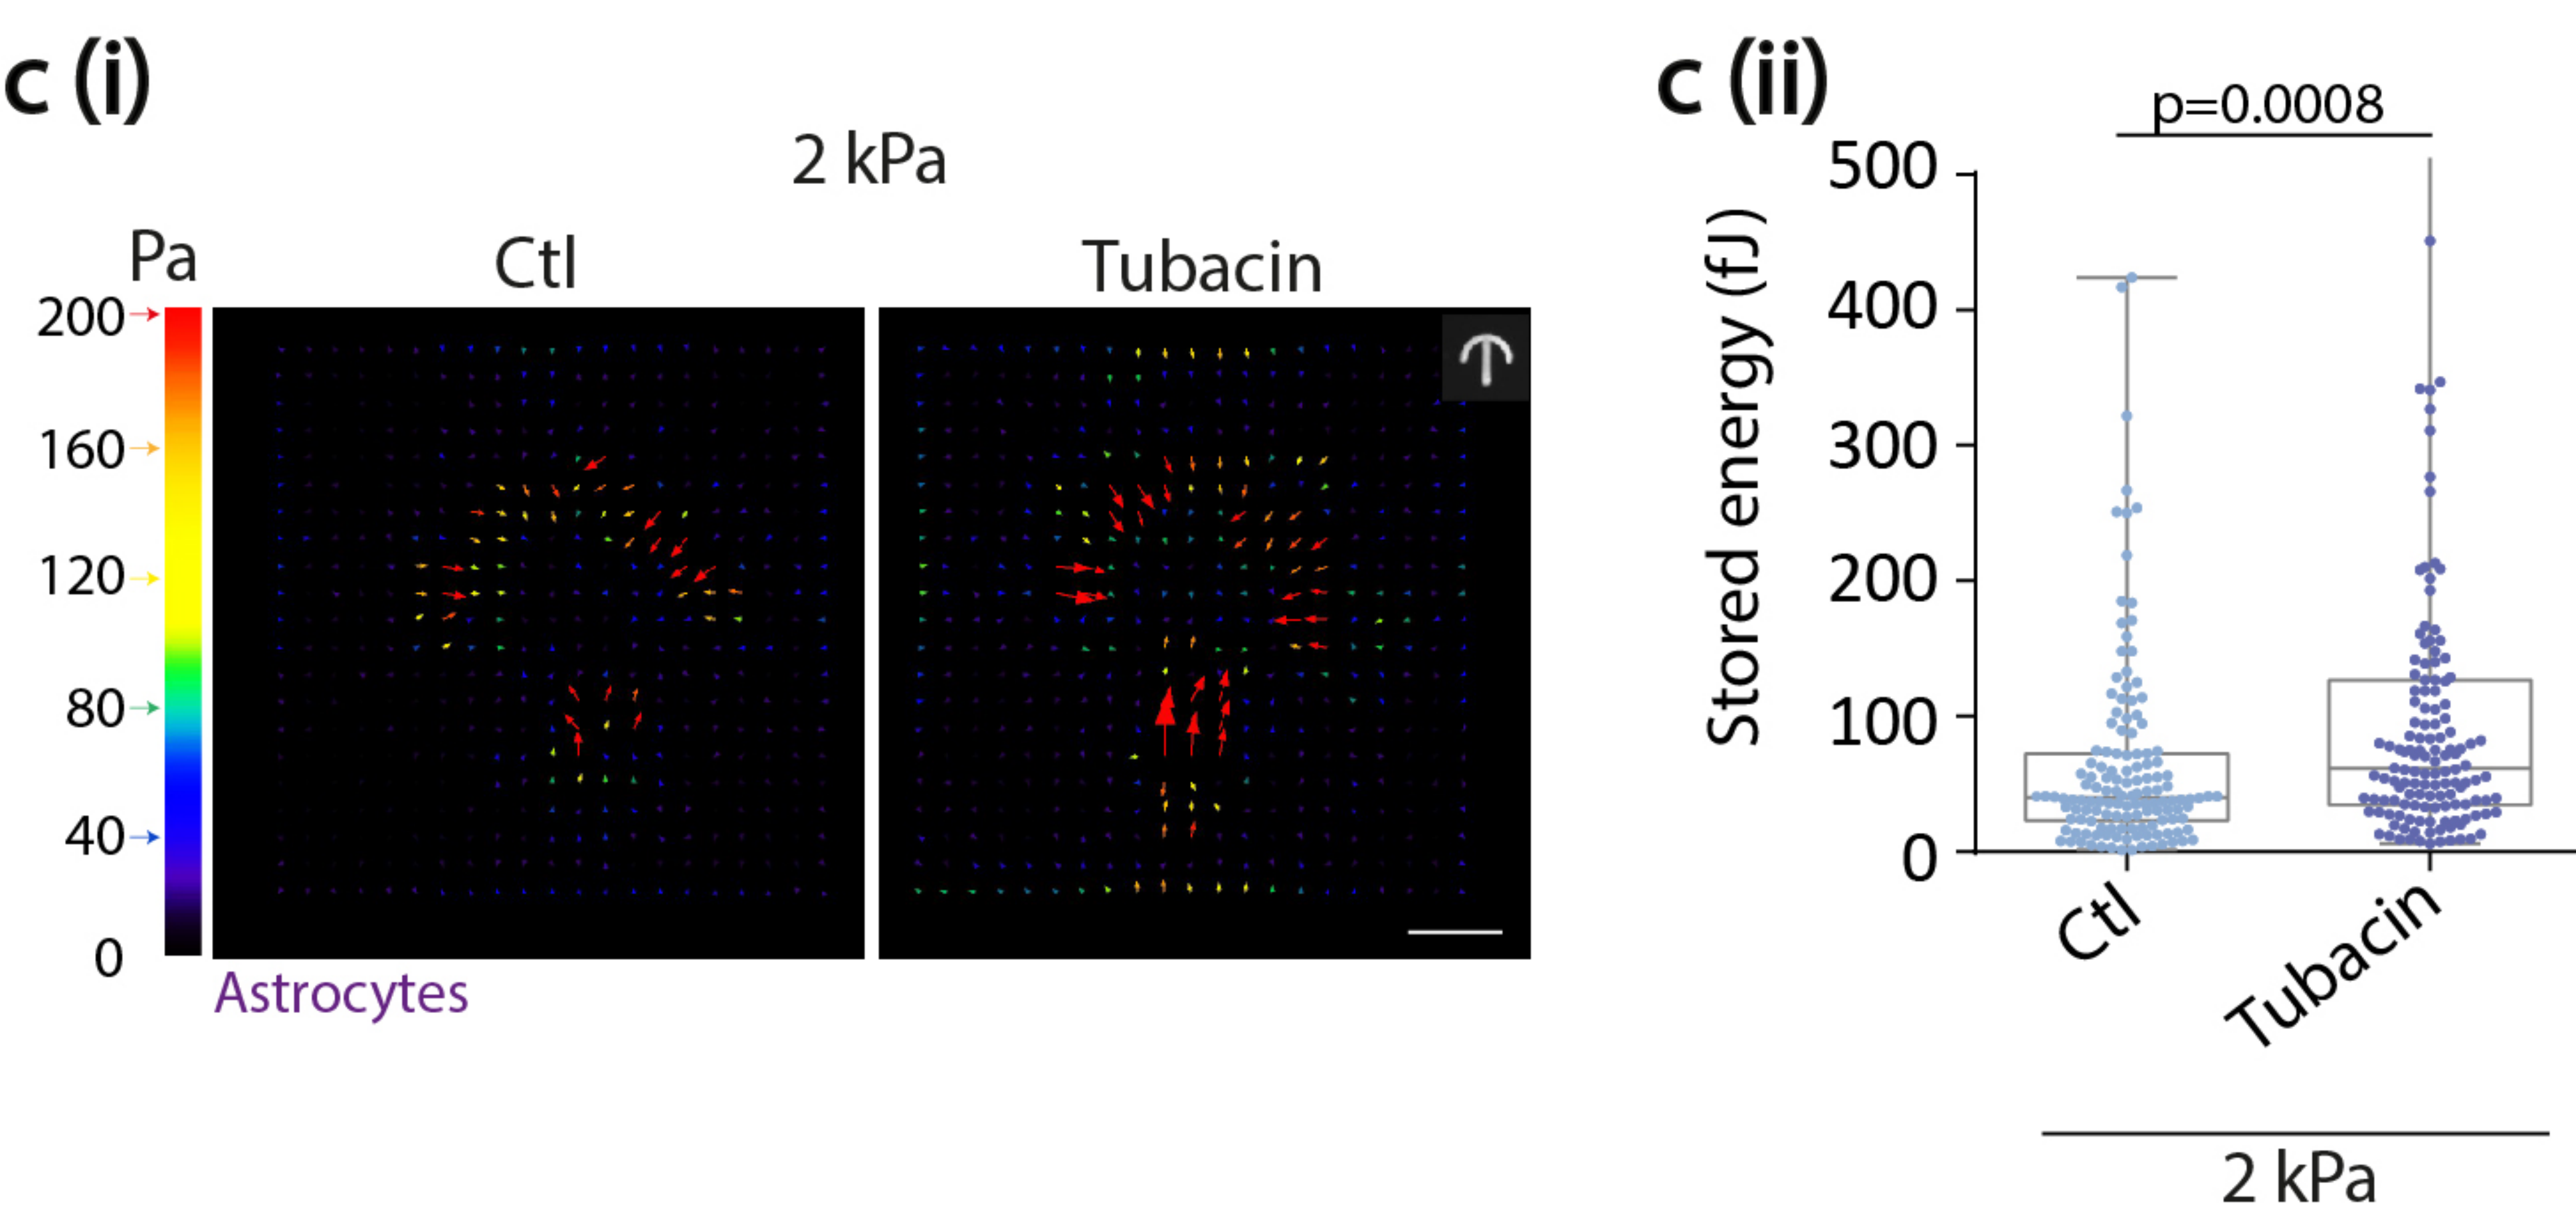 c (i)
2 kPa
Pa
Ctl
Tubacin
200
160
120
80
40
0
Astrocytes
c (ii)
p=0.0008
Stored energy (fJ)
500
400
300
200
100
0
Ctl
Tubacin
2 kPa